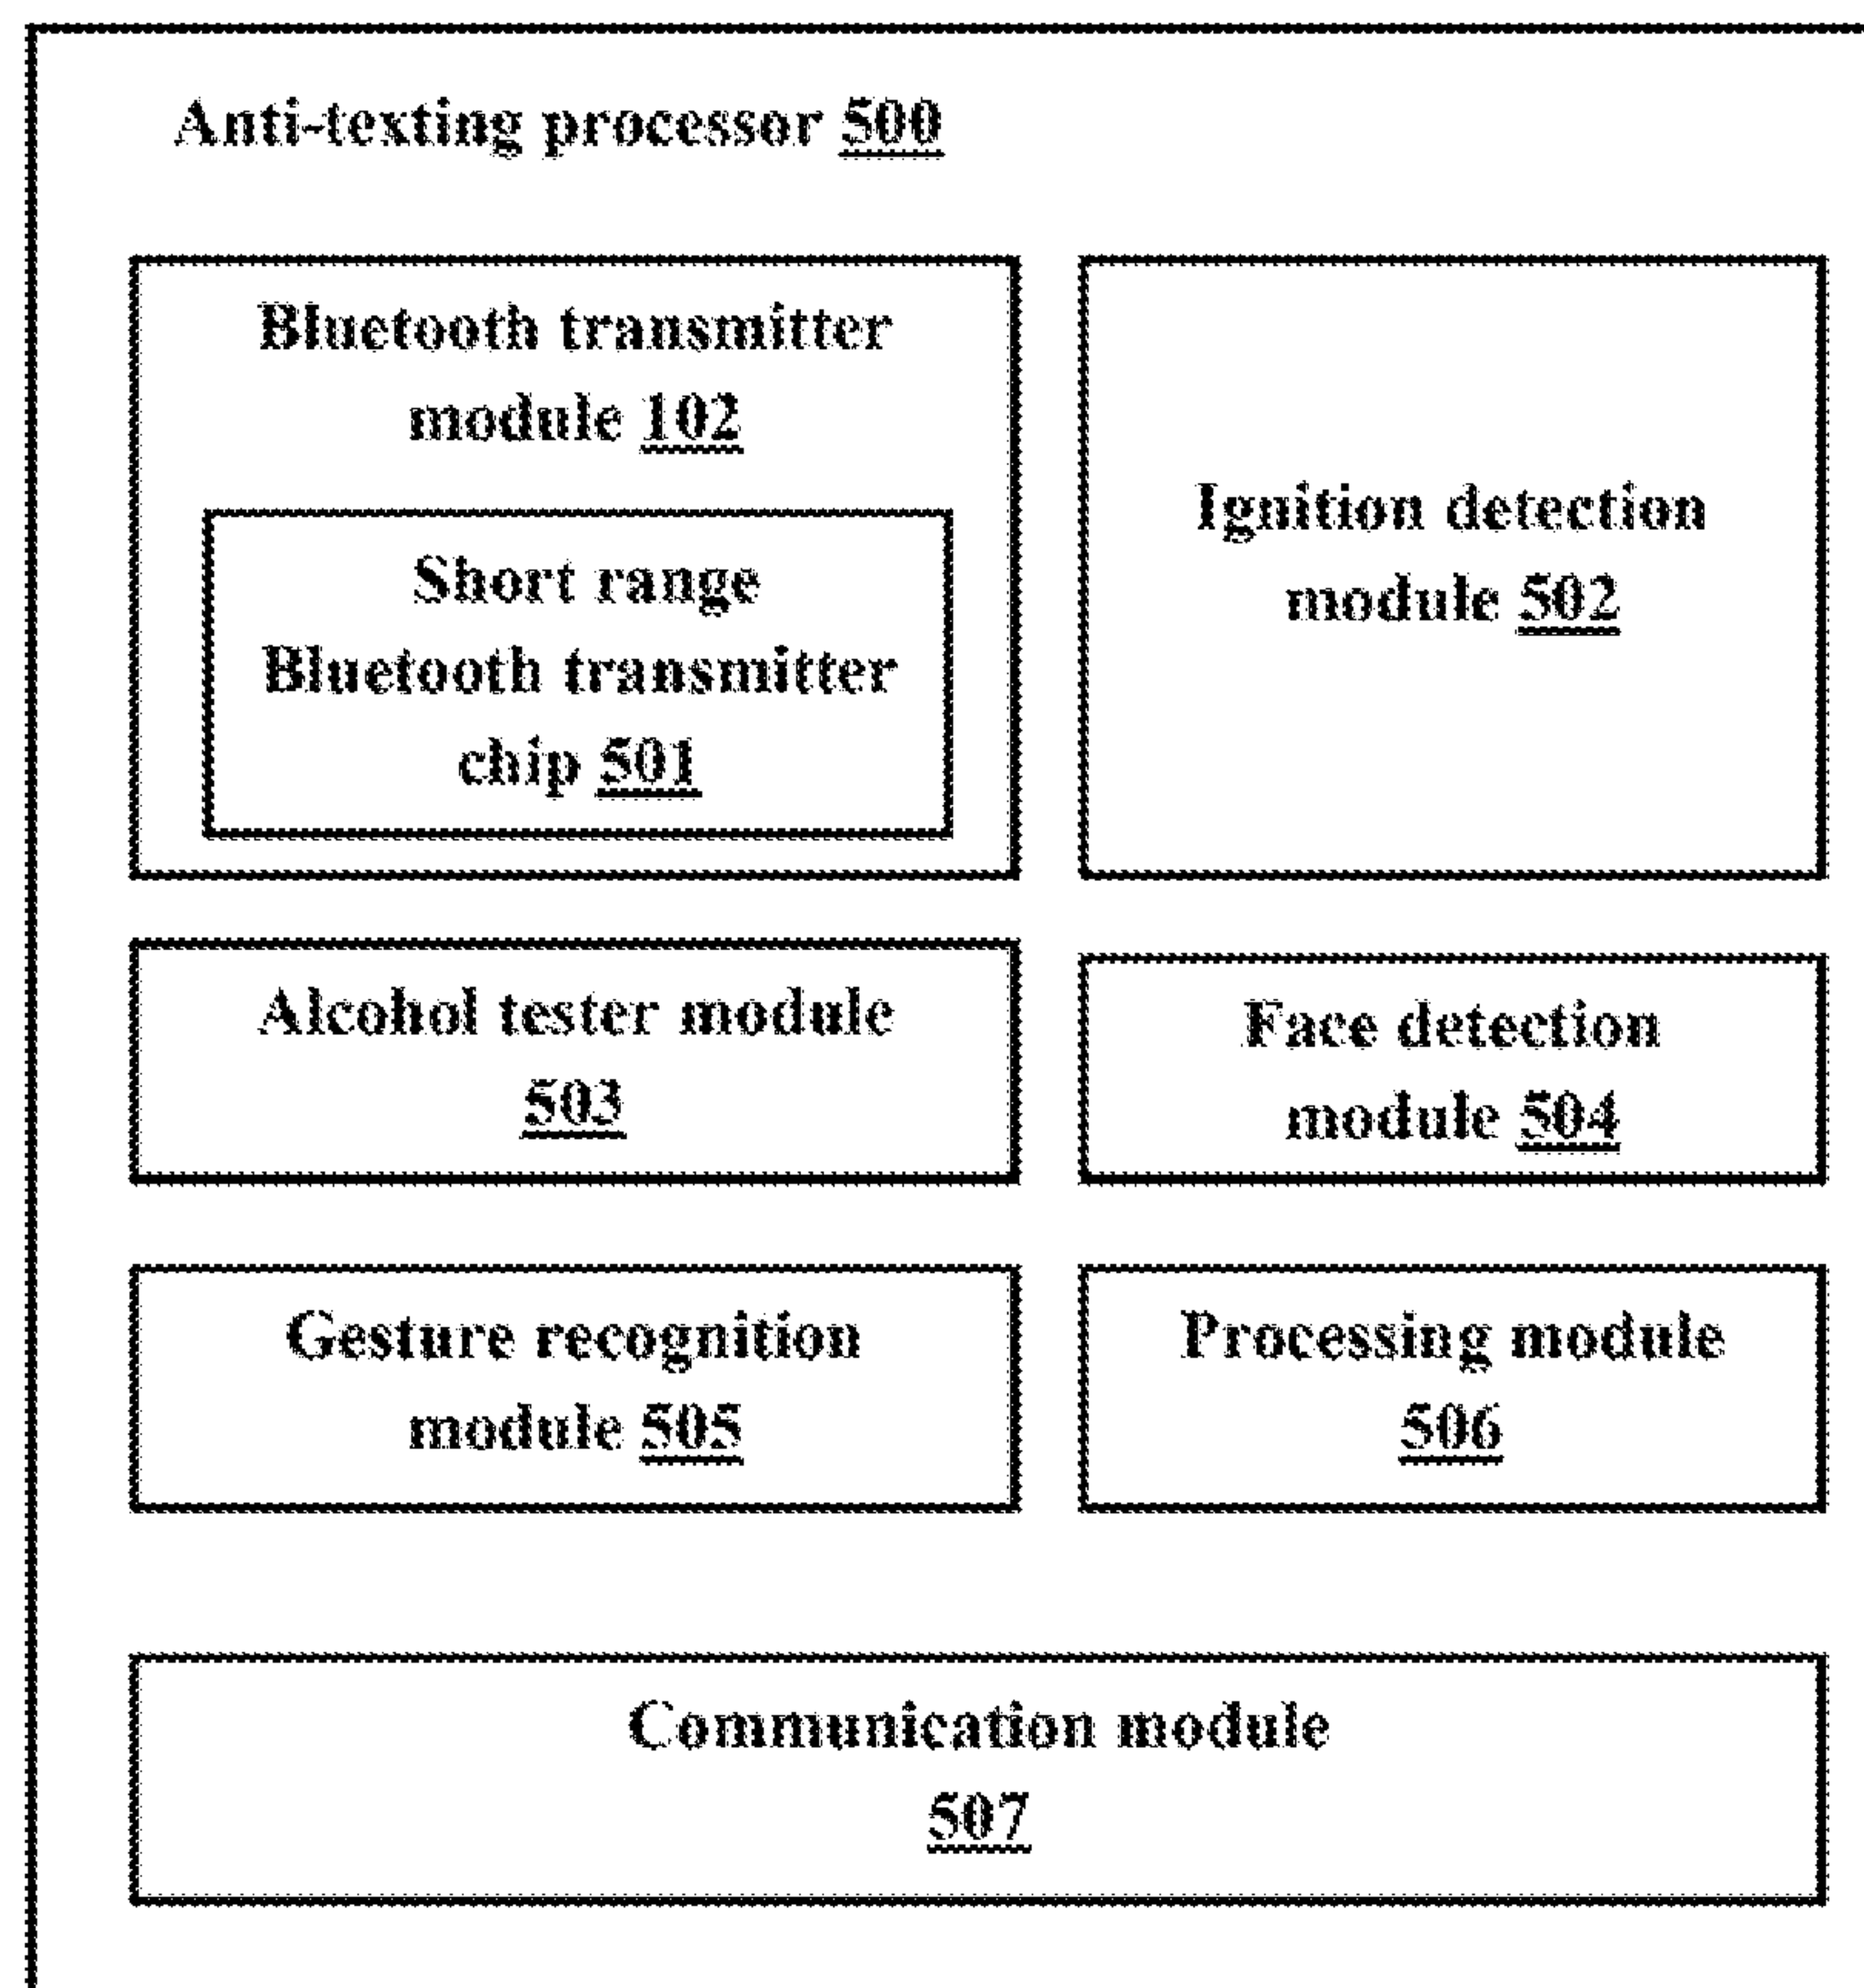 Anti-texting processor 500
Bluetooth transmitter
module 102
Short range
Bluetooth transmitter
chip 501
Ignition detection
module 502
Alcohol tester module
503
Face detection
module 504
Gesture recognition
module 505
Processing module
506
Communication module
507